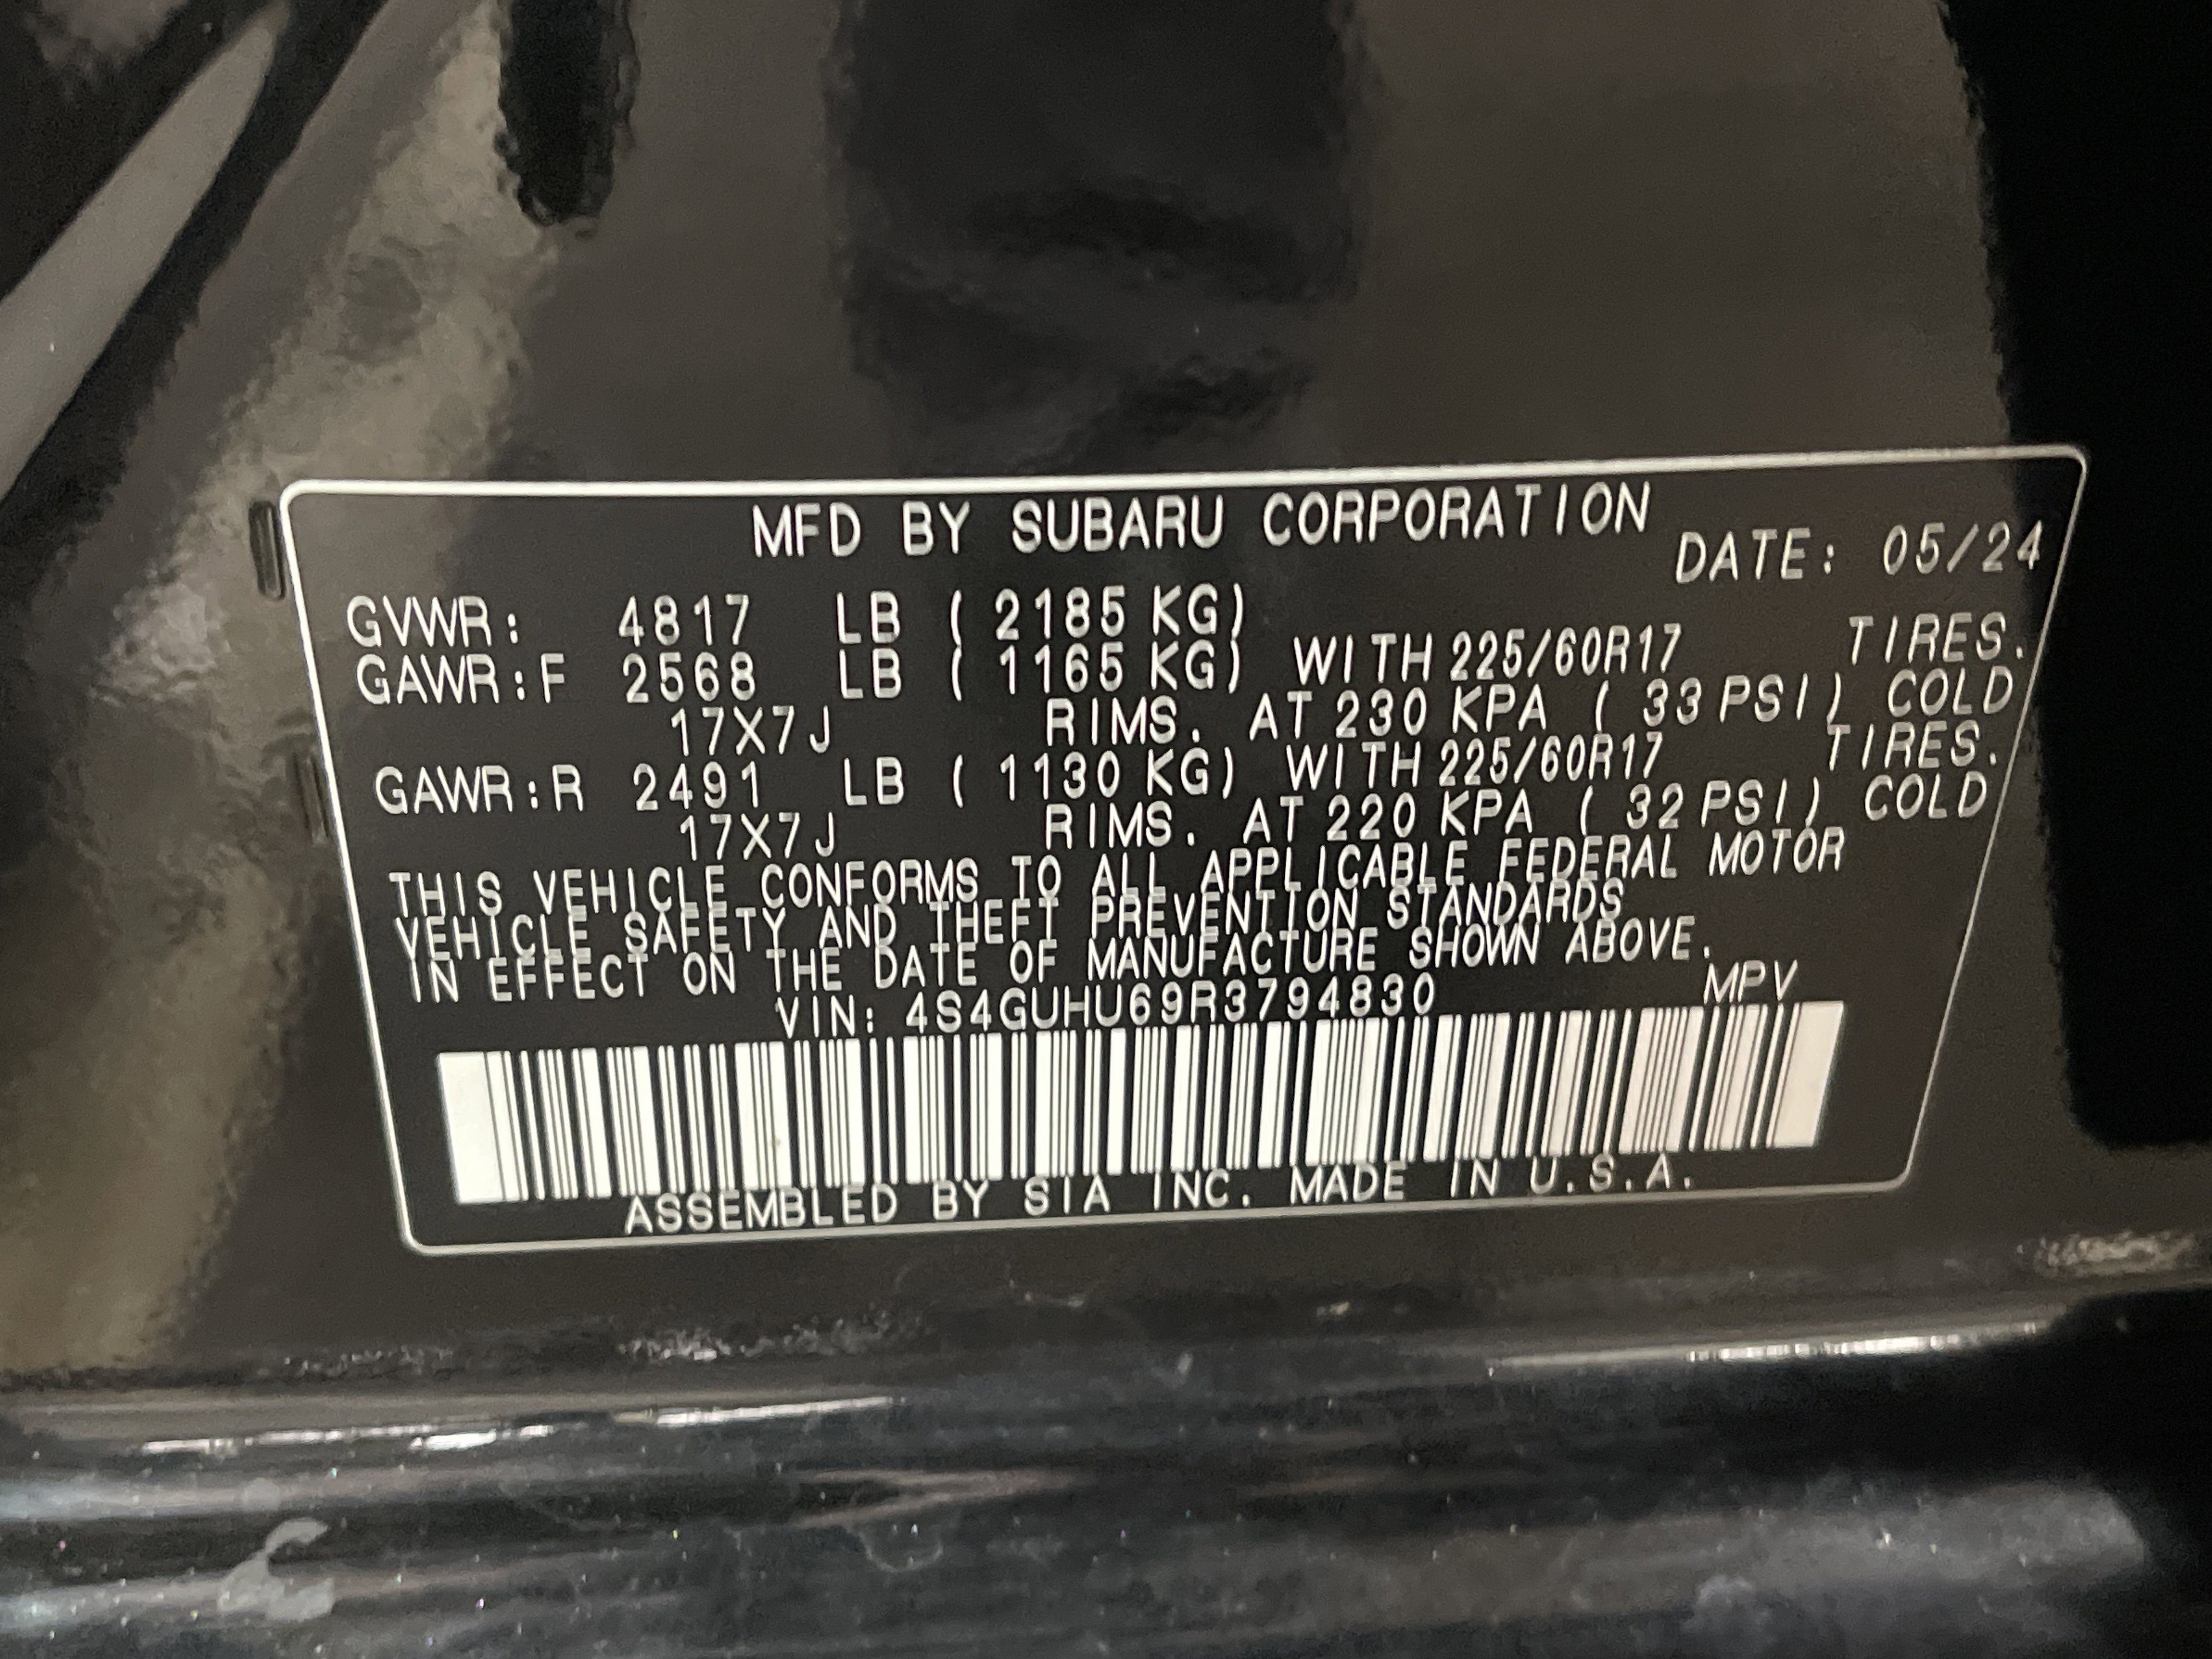 MFD BY SUBARU CORPORATION
DATE: 05/24
GVWR: 4817 LB ( 2185 KG)
GAWR:F 2568 LB ( 1165 KG) WITH 225/60R17 TIRES.
17X7J RIMS. AT 230 KPA ( 33 PSI) COLD
GAWR:R 2491 LB ( 1130 KG) WITH 225/60R17 TIRES.
17X7J RIMS. AT 220 KPA ( 32 PSI) COLD
THIS VEHICLE CONFORMS TO ALL APPLICABLE FEDERAL MOTOR
VEHICLE SAFETY AND THEFT PREVENTION STANDARDS
IN EFFECT ON THE DATE OF MANUFACTURE SHOWN ABOVE.
VIN: 4S4GUHU69R3794830 MPV
ASSEMBLED BY SIA INC. MADE IN U.S.A.